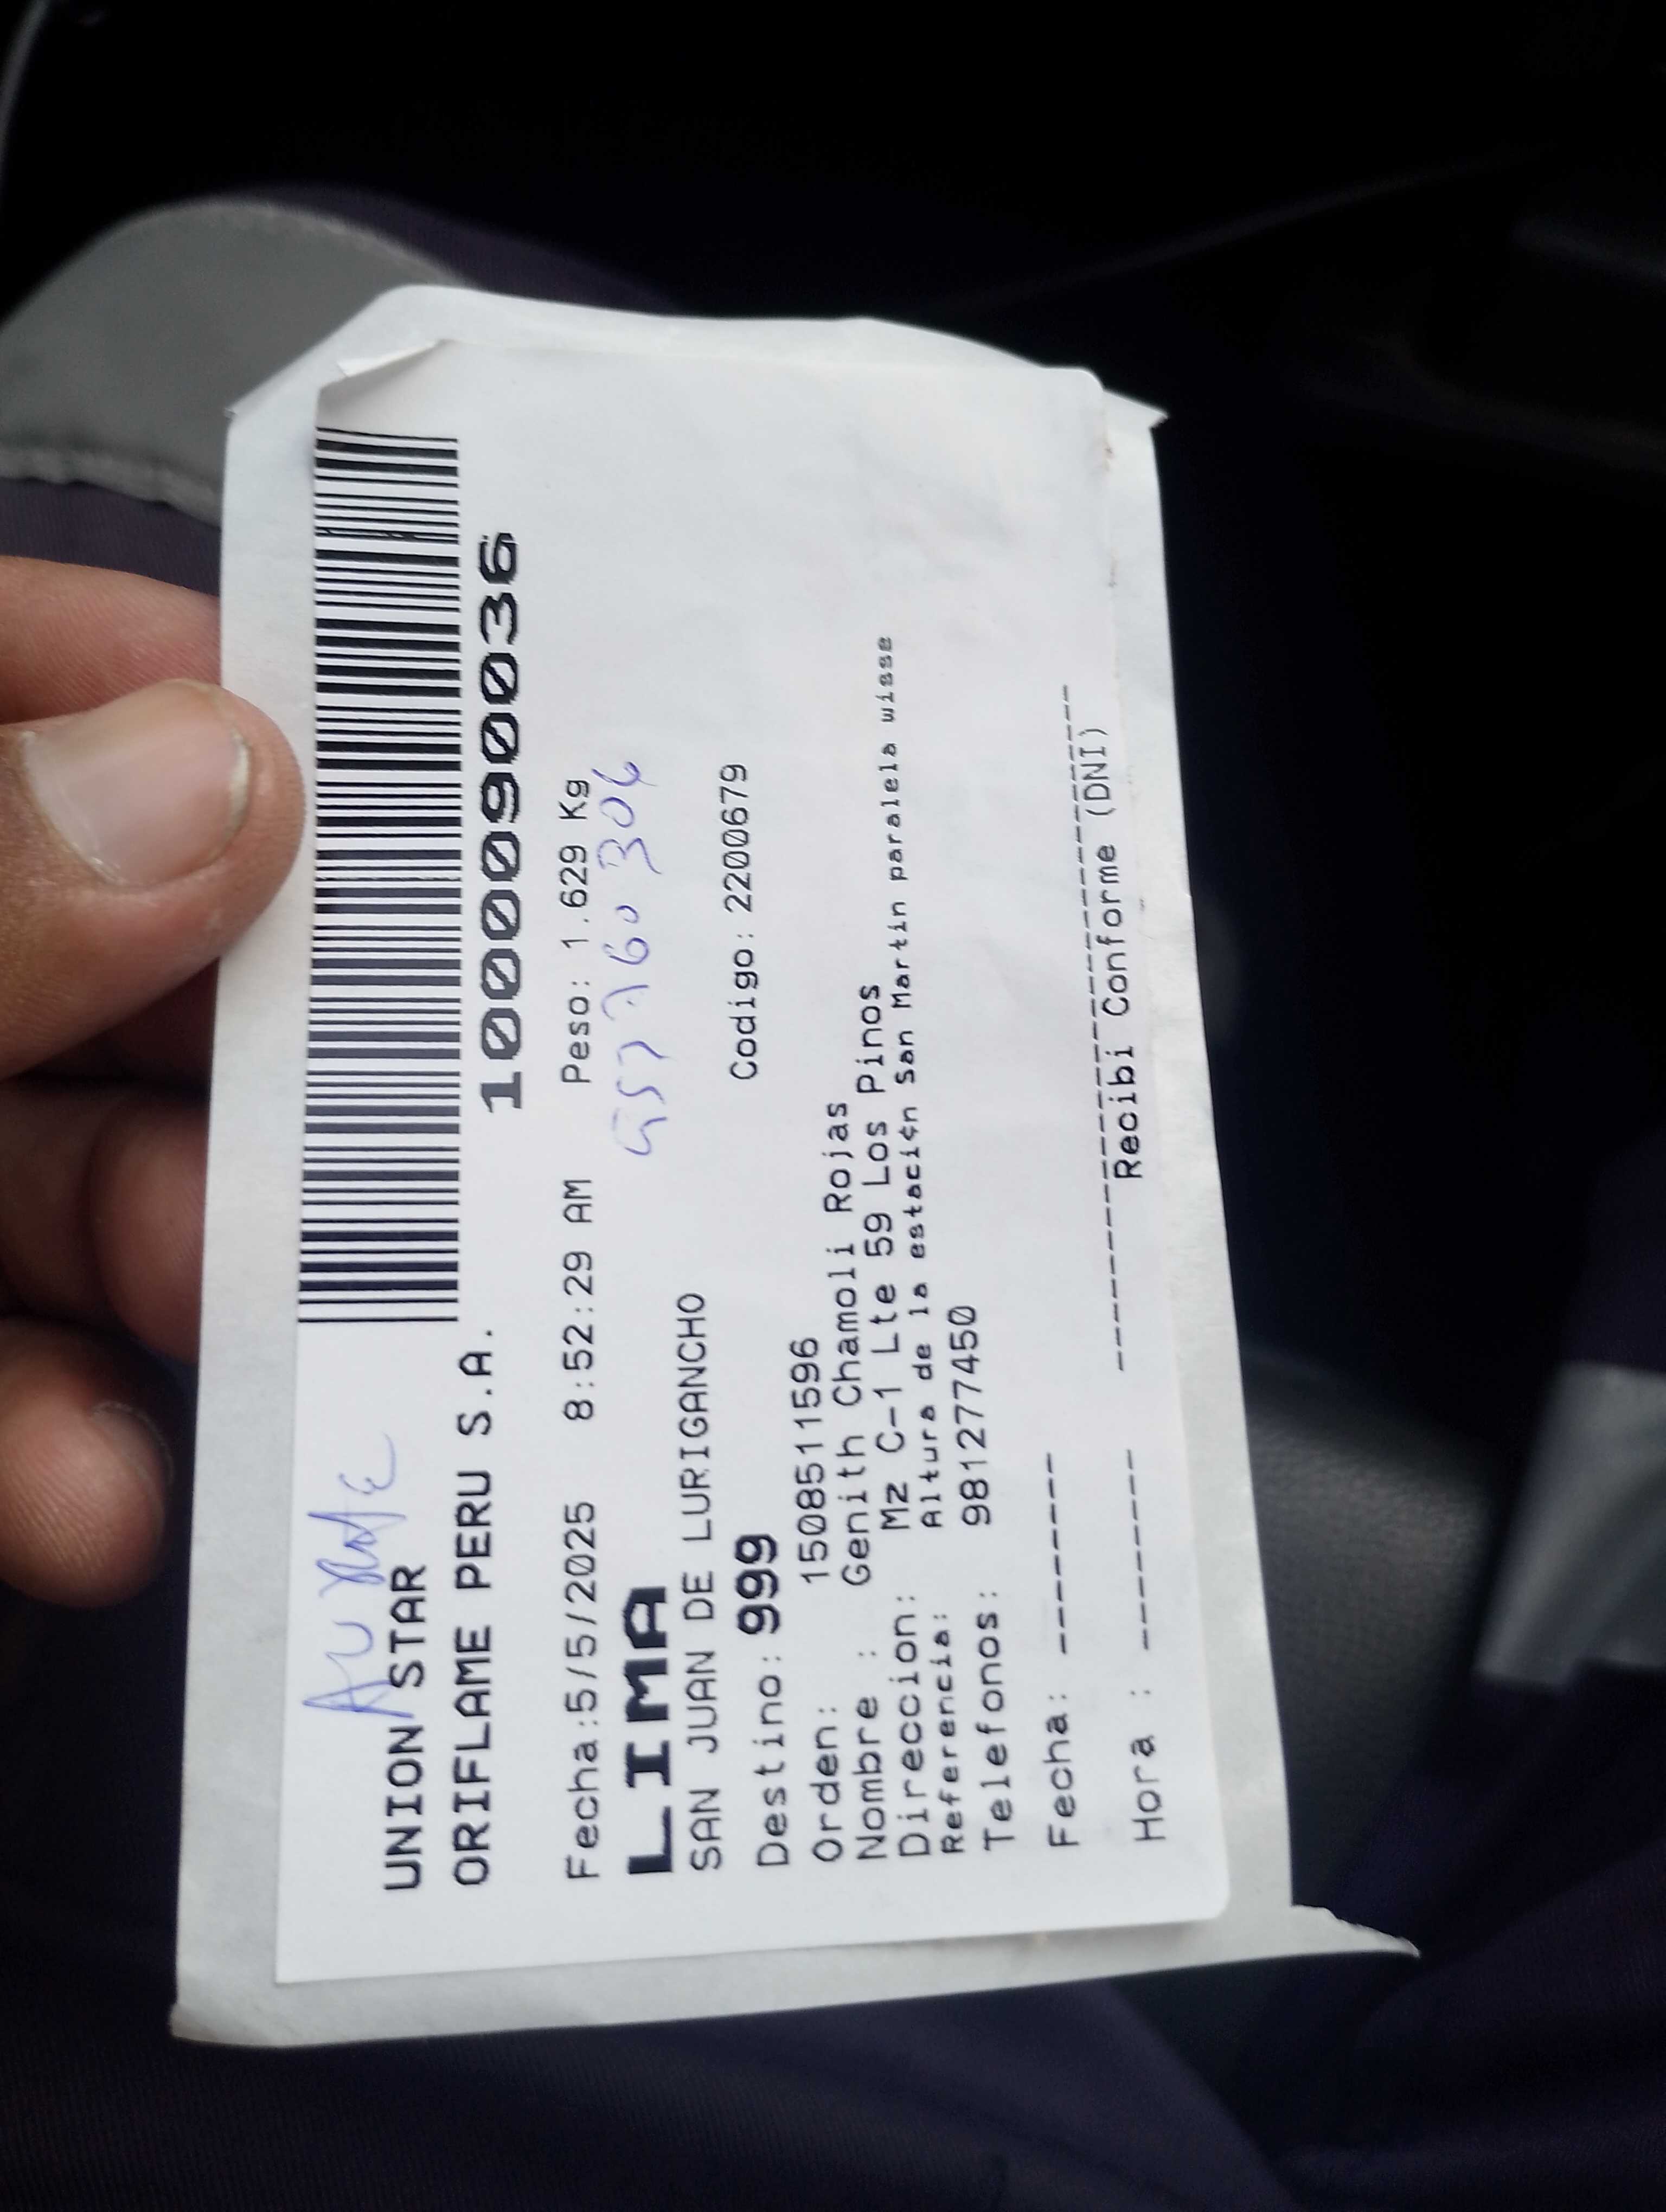 UNION STAR
ORIFLAME PERU S.A.
1000090036
Fecha:5/5/2025 8:52:29 AM Peso: 1.629 Kg
LIMA
SAN JUAN DE LURIGANCHO
Destino: 999 Codigo: 2200679
Orden: 1508511596
Nombre : Genith Chamoli Rojas
Direccion: Mz C-1 Lte 59 Los Pinos
Referencia: Altura de la estaci¢n San Martin paralela wisse
Telefonos: 981277450
Fecha: -------
Hora : -------
Recibi Conforme (DNI)